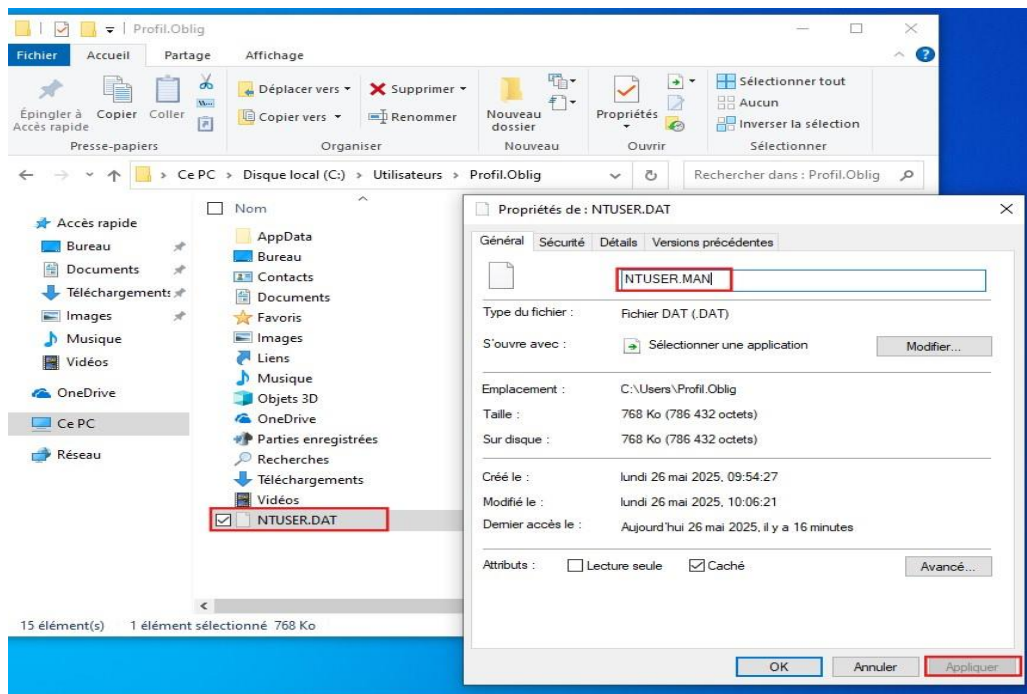 Profil.Oblig
Fichier Accueil Partage Affichage
Épingler à Accès rapide
Copier
Coller
Déplacer vers
Copier vers
Supprimer
Renommer
Nouveau dossier
Propriétés
Sélectionner tout
Aucun
Inverser la sélection
Presse-papiers Organiser Nouveau Ouvrir Sélectionner
Ce PC > Disque local (C:) > Utilisateurs > Profil.Oblig
Rechercher dans : Profil.Oblig
Accès rapide
Bureau
Documents
Téléchargements
Images
Musique
Vidéos
OneDrive
Ce PC
Réseau
Nom
AppData
Bureau
Contacts
Documents
Favoris
Images
Liens
Musique
Objets 3D
OneDrive
Parties enregistrées
Recherches
Téléchargements
Vidéos
NTUSER.DAT
15 élément(s) 1 élément sélectionné 768 Ko
Propriétés de : NTUSER.DAT
Général Sécurité Détails Versions précédentes
NTUSER.MAN
Type du fichier : Fichier DAT (.DAT)
S'ouvre avec : Sélectionner une application Modifier...
Emplacement : C:\Users\Profil.Oblig
Taille : 768 Ko (786 432 octets)
Sur disque : 768 Ko (786 432 octets)
Créé le : lundi 26 mai 2025, 09:54:27
Modifié le : lundi 26 mai 2025, 10:06:21
Dernier accès le : Aujourd'hui 26 mai 2025, il y a 16 minutes
Attributs : Lecture seule Caché Avancé...
OK Annuler Appliquer